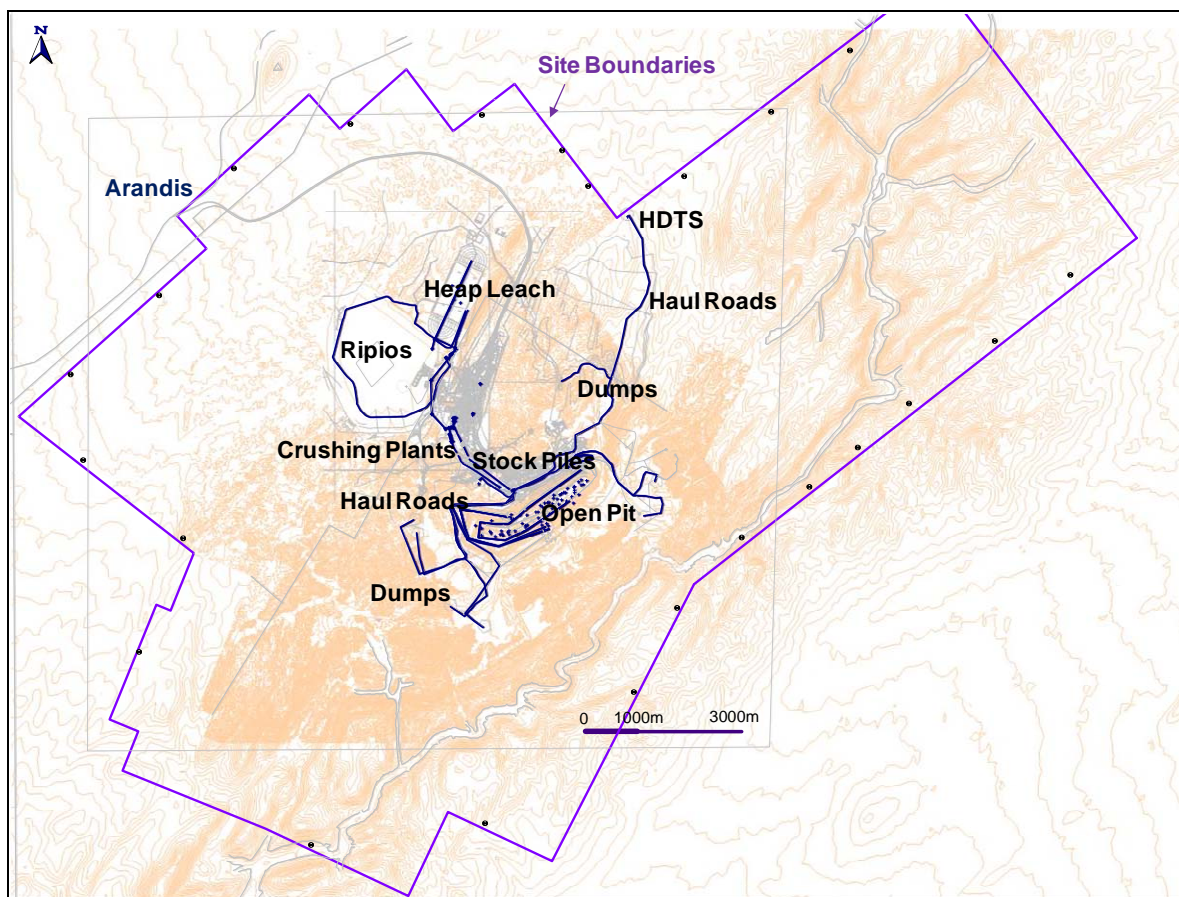 N
Site Boundaries
Arandis
HDTS
Heap Leach
Haul Roads
Ripios
Dumps
Crushing Plants
Stock Piles
Haul Roads
Open Pit
Dumps
0 1000m 3000m